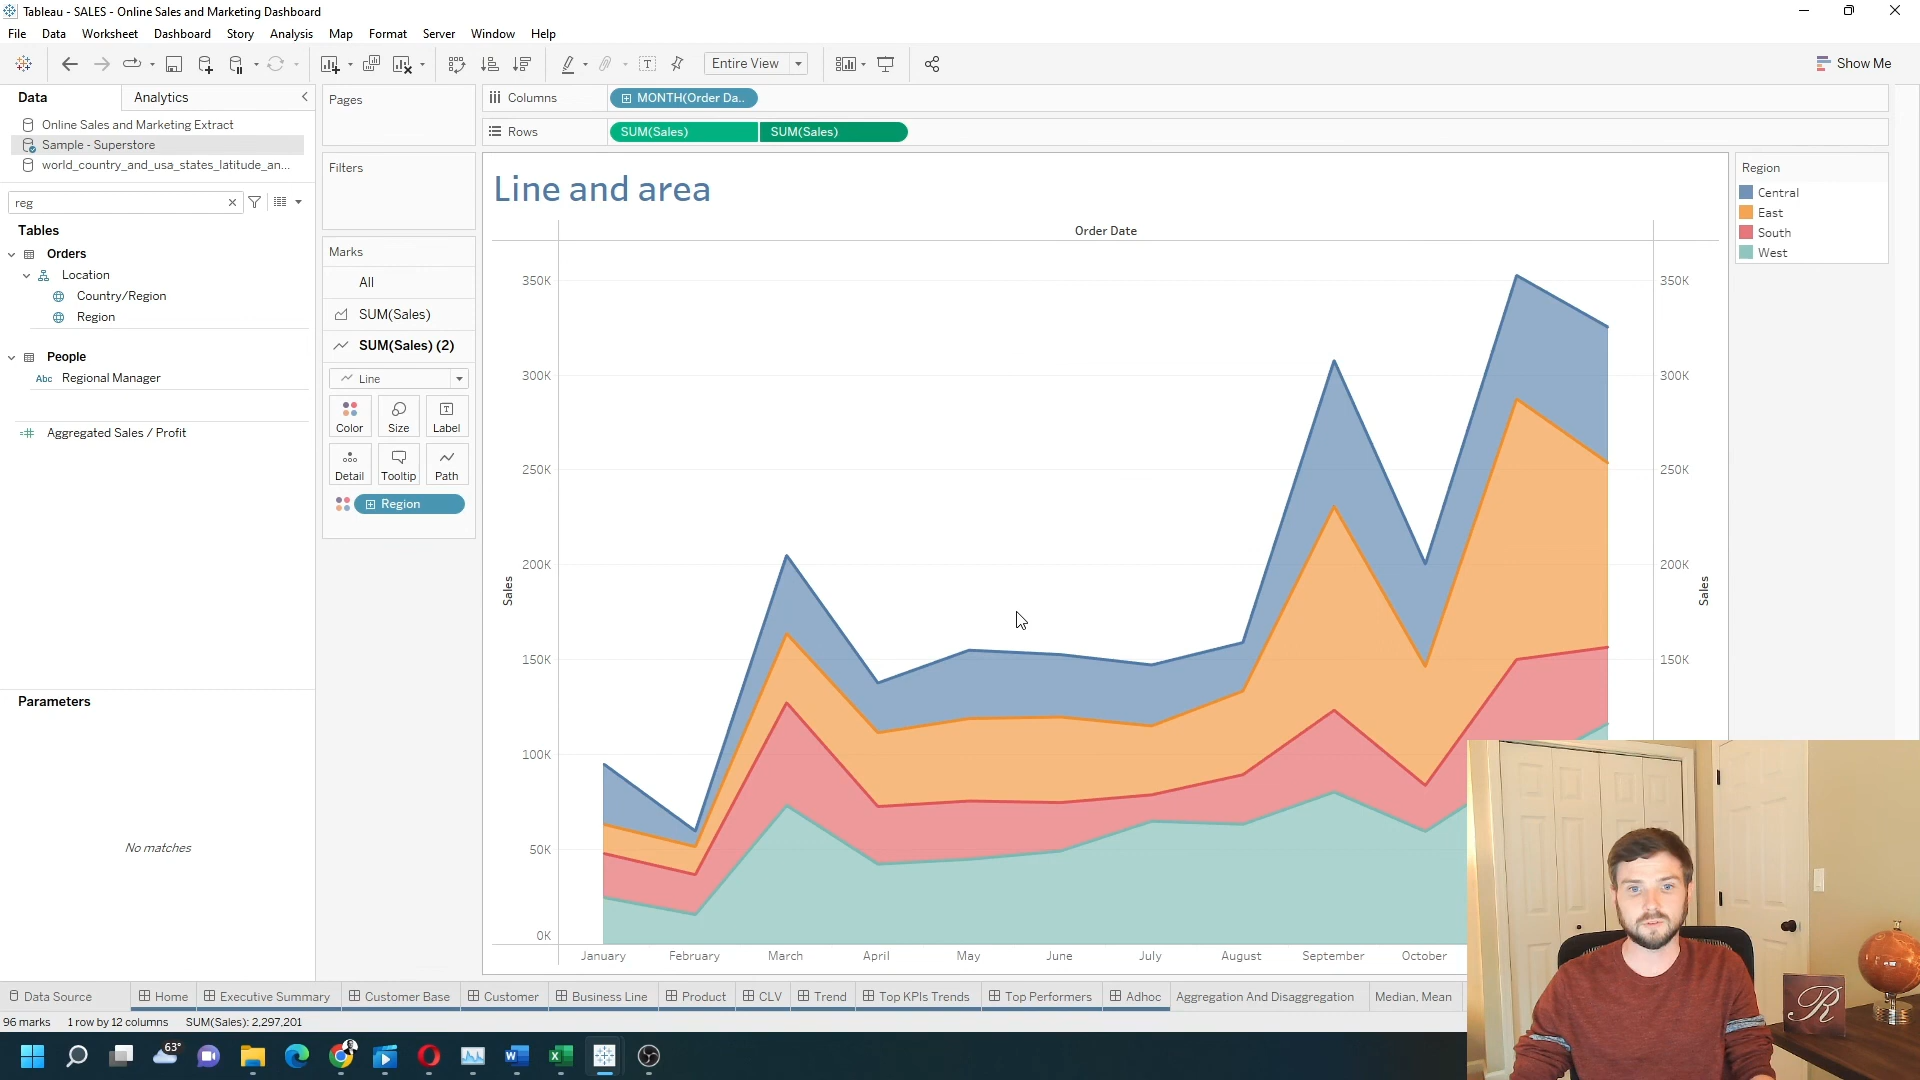 Tableau - SALES - Online Sales and Marketing Dashboard
File Data Worksheet Dashboard Story Analysis Map Format Server Window Help
Entire View
Show Me
Data Analytics
Online Sales and Marketing Extract
Sample - Superstore
world_country_and_usa_states_latitude_an...
reg
Tables
Orders
Location
Country/Region
Region
People
Abc Regional Manager
Aggregated Sales / Profit
Parameters
No matches
Pages
Filters
Marks
All
SUM(Sales)
SUM(Sales) (2)
Line
Color Size Label
Detail Tooltip Path
Region
Columns MONTH(Order Da..
Rows SUM(Sales) SUM(Sales)
Line and area
Order Date
350K 350K
300K 300K
250K 250K
200K 200K
Sales Sales
150K 150K
100K
50K
0K
January February March April May June July August September October
Region
Central
East
South
West
Data Source Home Executive Summary Customer Base Customer Business Line Product CLV Trend Top KPIs Trends Top Performers Adhoc Aggregation And Disaggregation Median, Mean
96 marks 1 row by 12 columns SUM(Sales): 2,297,201
63°
R